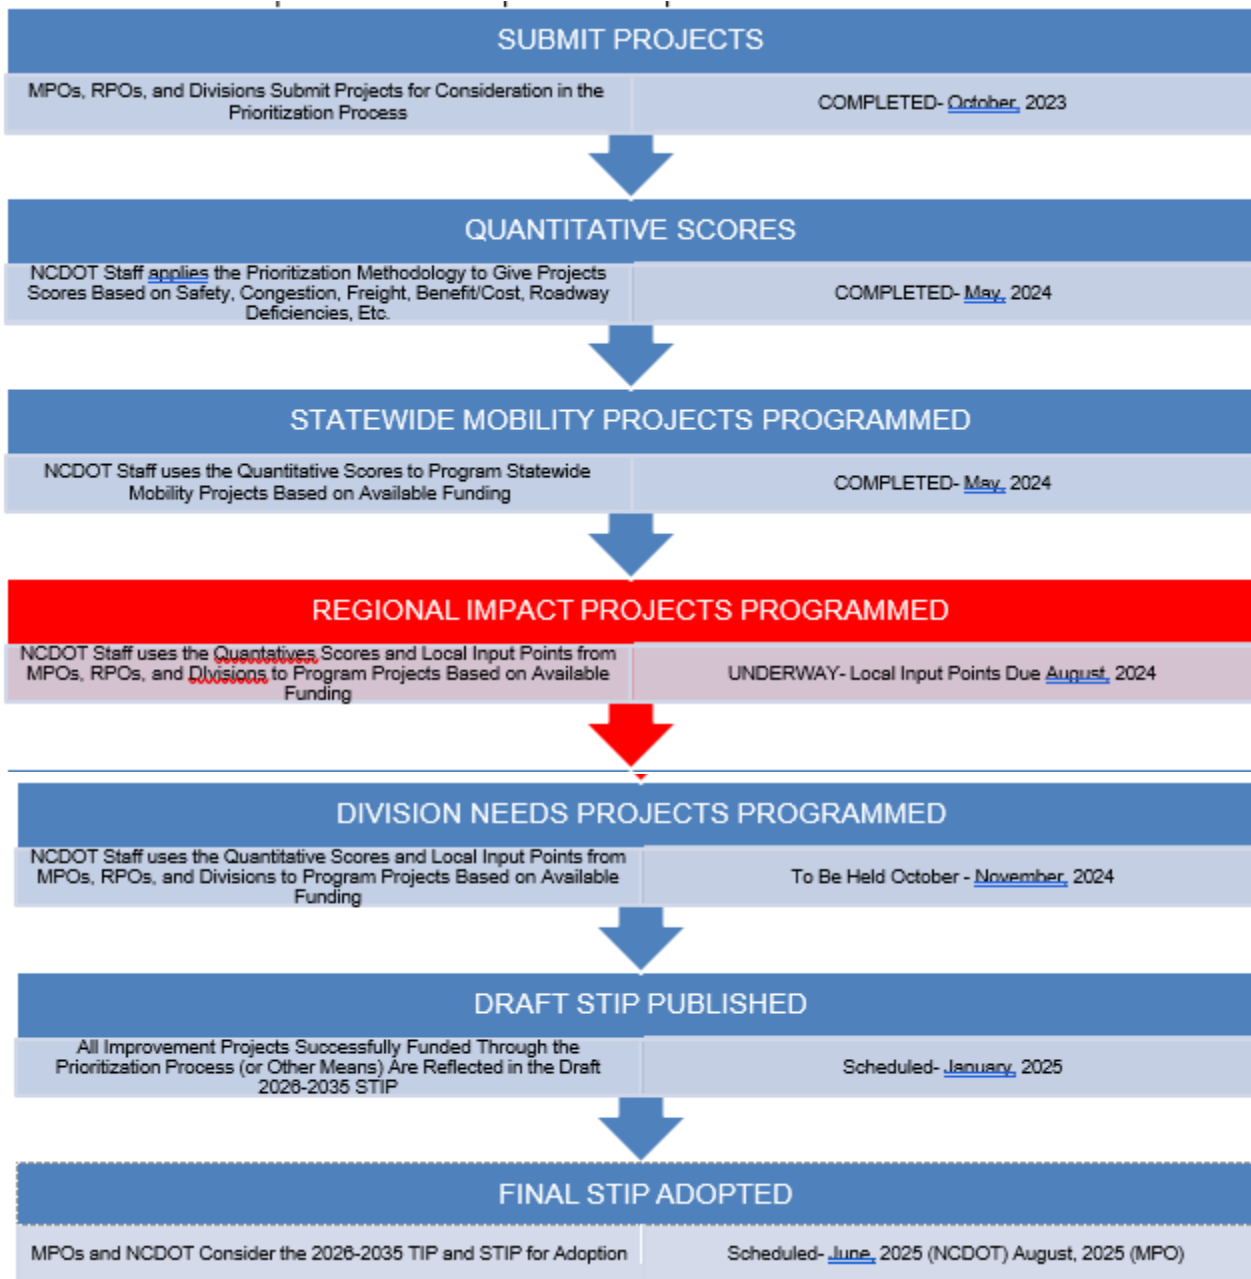 SUBMIT PROJECTS
MPOs, RPOs, and Divisions Submit Projects for Consideration in the
Prioritization Process
COMPLETED- October, 2023
QUANTITATIVE SCORES
NCDOT Staff applies the Prioritization Methodology to Give Projects
Scores Based on Safety, Congestion, Freight, Benefit/Cost, Roadway
Deficiencies, Etc.
COMPLETED- May, 2024
STATEWIDE MOBILITY PROJECTS PROGRAMMED
NCDOT Staff uses the Quantitative Scores to Program Statewide
Mobility Projects Based on Available Funding
COMPLETED- May, 2024
REGIONAL IMPACT PROJECTS PROGRAMMED
NCDOT Staff uses the Quantatives Scores and Local Input Points from
MPOs, RPOs, and DIvisions to Program Projects Based on Available
Funding
UNDERWAY- Local Input Points Due August, 2024
DIVISION NEEDS PROJECTS PROGRAMMED
NCDOT Staff uses the Quantitative Scores and Local Input Points from
MPOs, RPOs, and Divisions to Program Projects Based on Available
Funding
To Be Held October - November, 2024
DRAFT STIP PUBLISHED
All Improvement Projects Successfully Funded Through the
Prioritization Process (or Other Means) Are Reflected in the Draft
2026-2035 STIP
Scheduled- January, 2025
FINAL STIP ADOPTED
MPOs and NCDOT Consider the 2026-2035 TIP and STIP for Adoption
Scheduled- June, 2025 (NCDOT) August, 2025 (MPO)